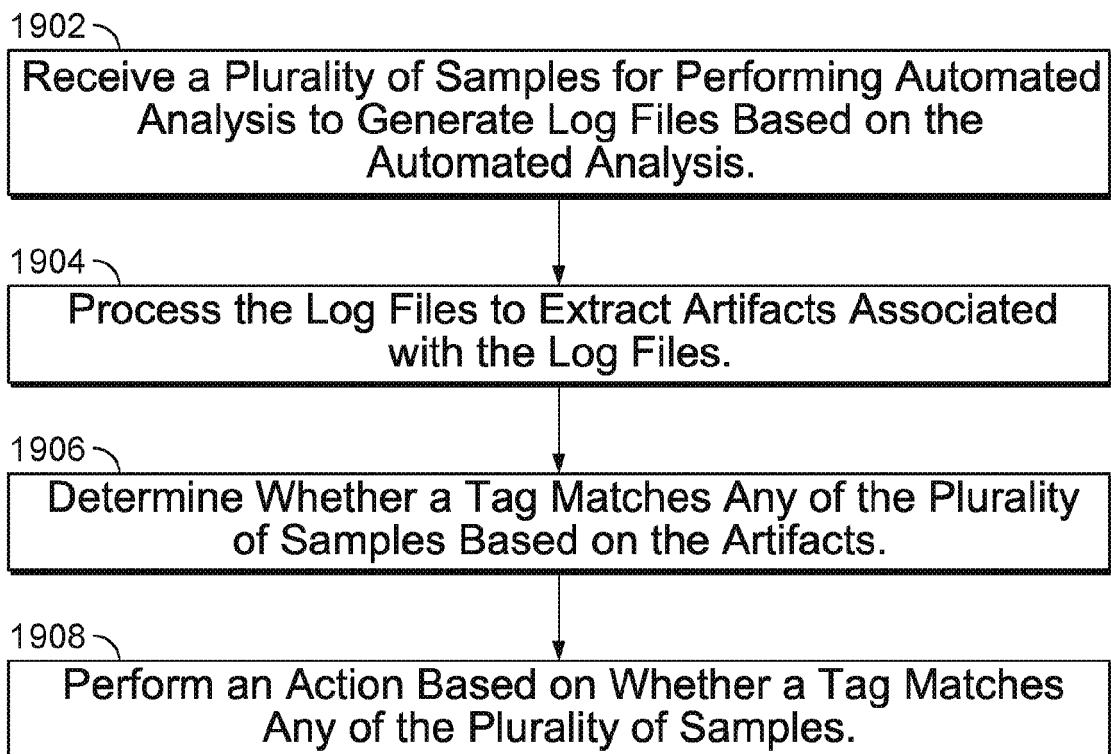 1902
Receive a Plurality of Samples for Performing Automated
Analysis to Generate Log Files Based on the
Automated Analysis.
1904
Process the Log Files to Extract Artifacts Associated
with the Log Files.
1906
Determine Whether a Tag Matches Any of the Plurality
of Samples Based on the Artifacts.
1908
Perform an Action Based on Whether a Tag Matches
Any of the Plurality of Samples.